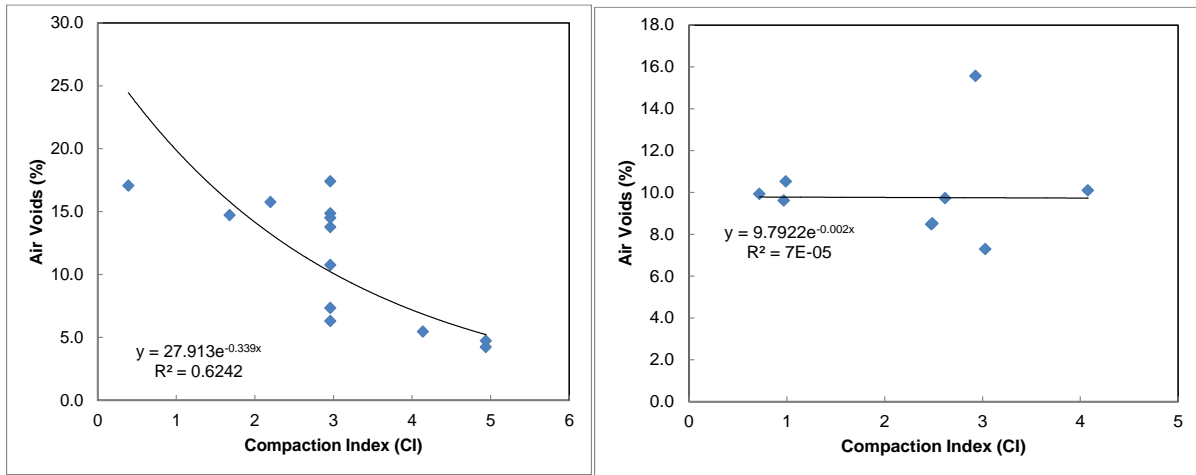 30.0
25.0
20.0
15.0
10.0
5.0
0.0
Air Voids (%)
y = 27.913e^-0.339x
R² = 0.6242
0 1 2 3 4 5 6
Compaction Index (CI)
18.0
16.0
14.0
12.0
10.0
8.0
6.0
4.0
2.0
0.0
Air Voids (%)
y = 9.7922e^-0.002x
R² = 7E-05
0 1 2 3 4 5
Compaction Index (CI)